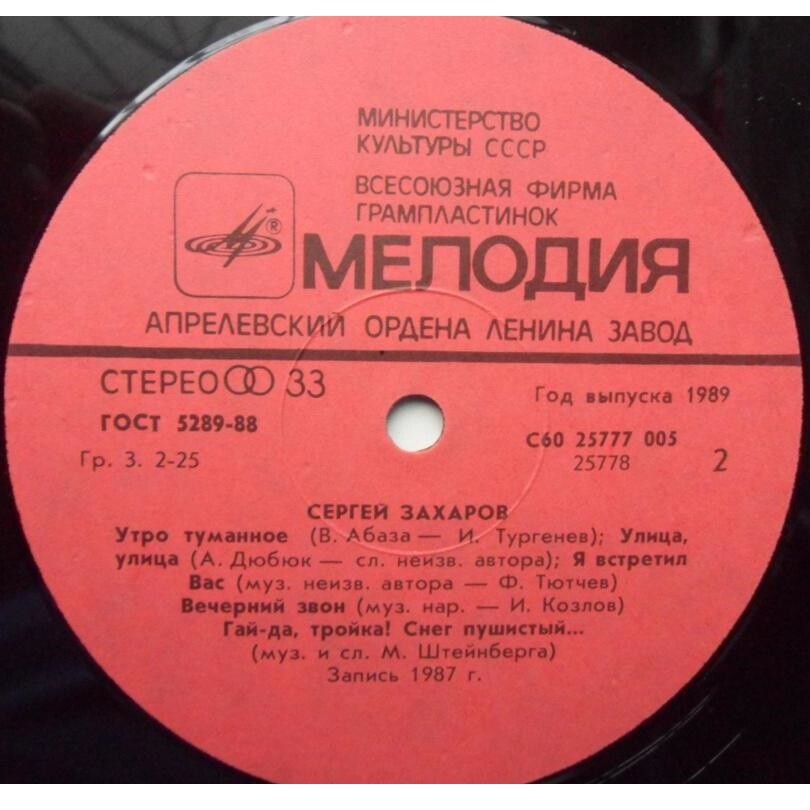 МИНИСТЕРСТВО
КУЛЬТУРЫ СССР
ВСЕСОЮЗНАЯ ФИРМА
ГРАМПЛАСТИНОК
®
МЕЛОДИЯ
АПРЕЛЕВСКИЙ ОРДЕНА ЛЕНИНА ЗАВОД
СТЕРЕО 33
Год выпуска 1989
ГОСТ 5289-88
С60 25777 005
Гр. 3. 2-25
25778
2
СЕРГЕЙ ЗАХАРОВ
Утро туманное (В. Абаза — И. Тургенев); Улица,
улица (А. Дюбюк — сл. неизв. автора); Я встретил
Вас (муз. неизв. автора — Ф. Тютчев)
Вечерний звон (муз. нар. — И. Козлов)
Гай-да, тройка! Снег пушистый...
(муз. и сл. М. Штейнберга)
Запись 1987 г.